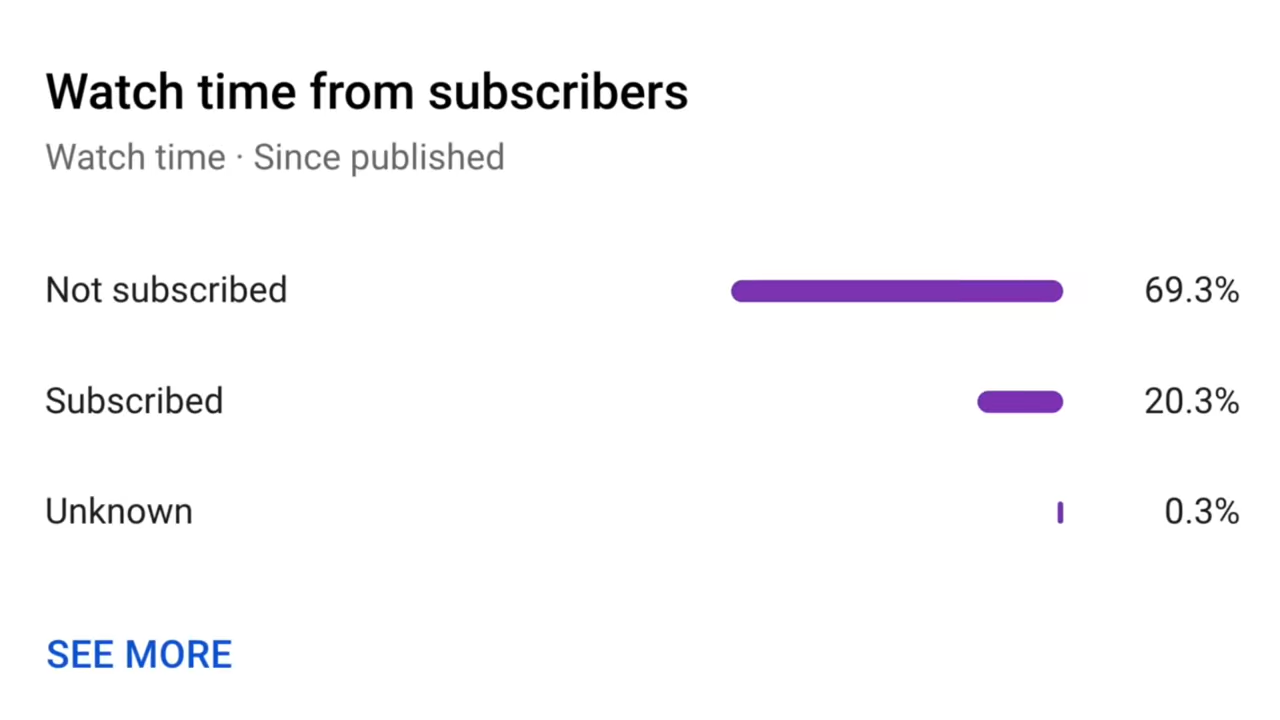 Watch time from subscribers
Watch time · Since published
Not subscribed 69.3%
Subscribed 20.3%
Unknown 0.3%
SEE MORE